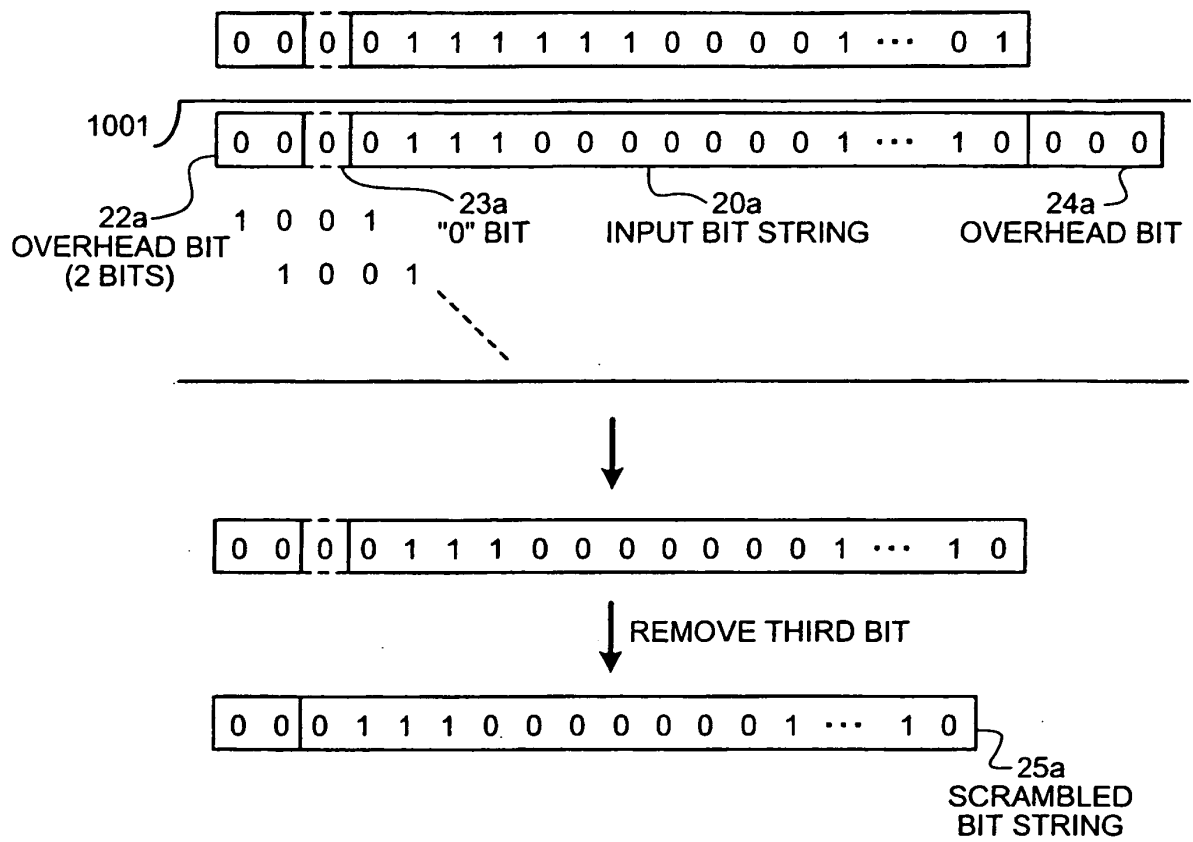 0 0 0 0 1 1 1 1 1 1 0 0 0 0 1 ··· 0 1
1001
0 0 0 0 1 1 1 0 0 0 0 0 0 0 1 ··· 1 0 0 0 0
22a
OVERHEAD BIT
(2 BITS)
23a
"0" BIT
20a
INPUT BIT STRING
24a
OVERHEAD BIT
1 0 0 1
1 0 0 1
0 0 0 0 1 1 1 0 0 0 0 0 0 0 1 ··· 1 0
REMOVE THIRD BIT
0 0 0 1 1 1 0 0 0 0 0 0 0 1 ··· 1 0
25a
SCRAMBLED
BIT STRING